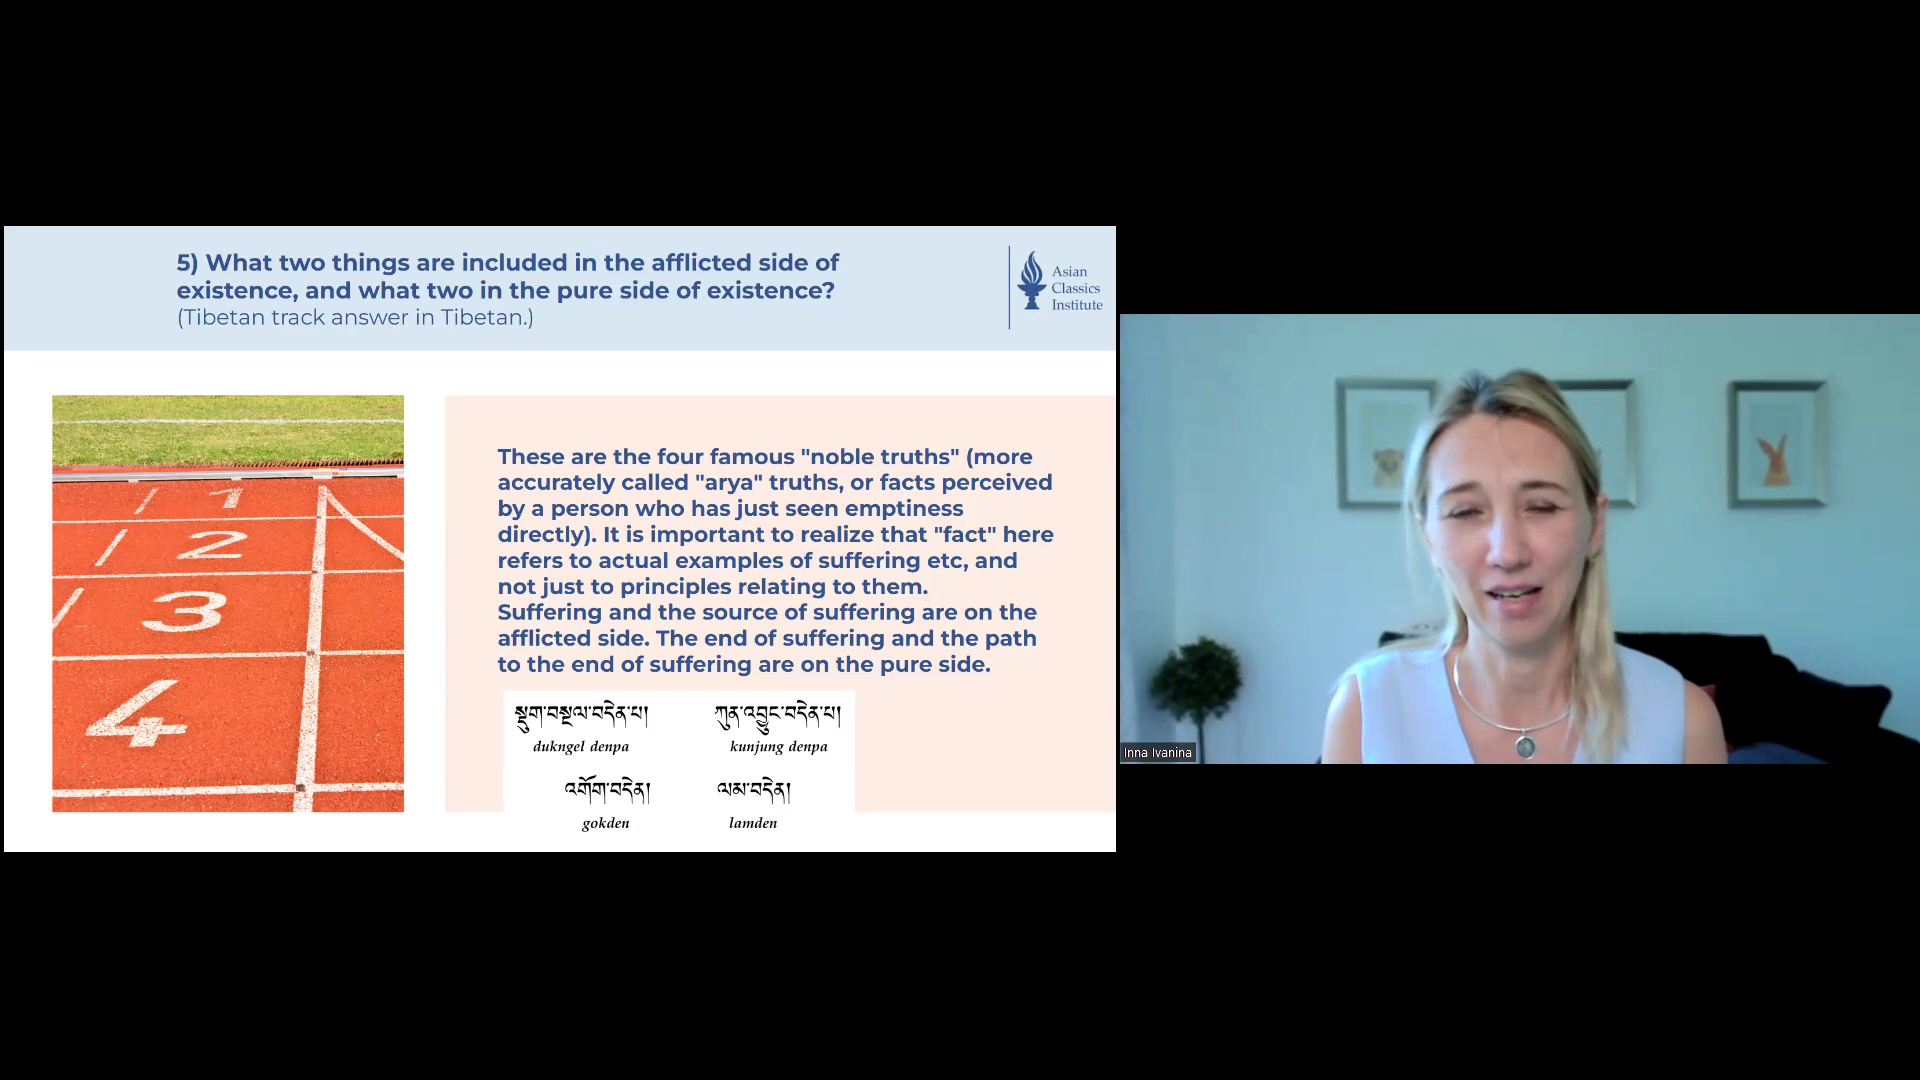 5) What two things are included in the afflicted side of
existence, and what two in the pure side of existence?
(Tibetan track answer in Tibetan.)
Asian
Classics
Institute
1
2
3
4
These are the four famous "noble truths" (more
accurately called "arya" truths, or facts perceived
by a person who has just seen emptiness
directly). It is important to realize that "fact" here
refers to actual examples of suffering etc, and
not just to principles relating to them.
Suffering and the source of suffering are on the
afflicted side. The end of suffering and the path
to the end of suffering are on the pure side.
སྡུག་བསྔལ་བདེན་པ། ཀུན་འབྱུང་བདེན་པ།
dukngel denpa kunjung denpa
འགོག་བདེན། ལམ་བདེན།
gokden lamden
Inna Ivanina